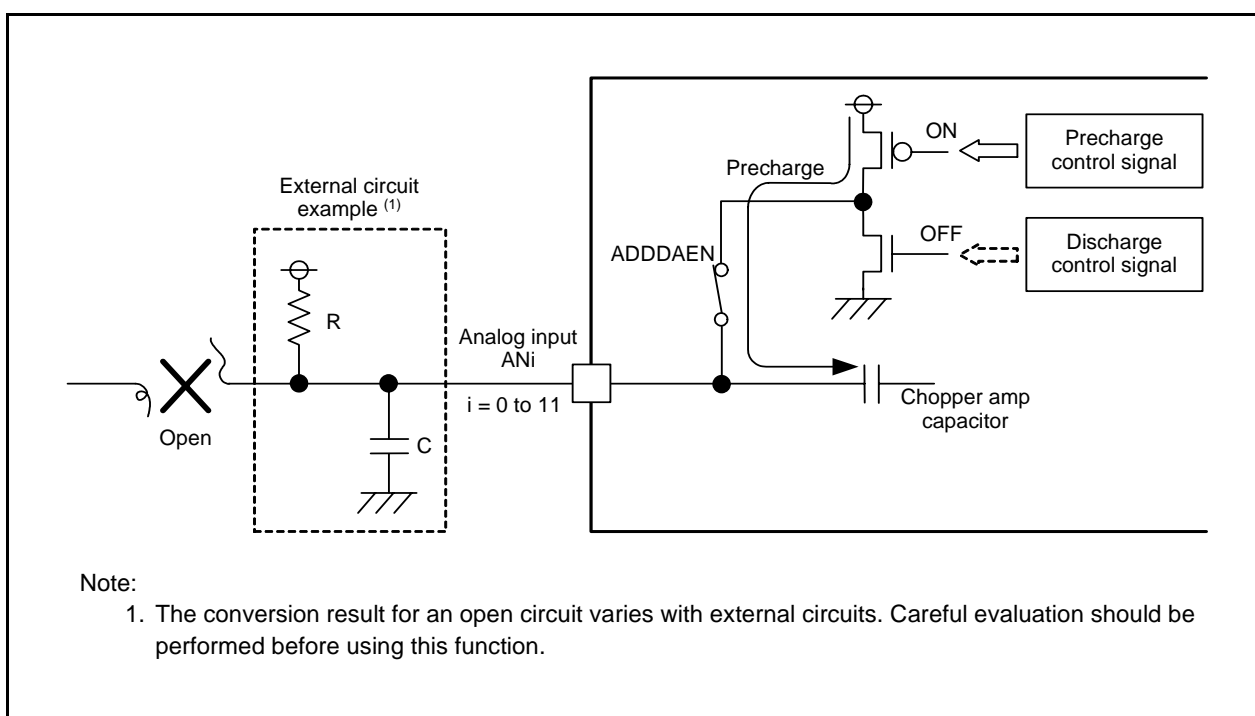 ON
Precharge
control signal
Precharge
External circuit
example (1)
OFF
Discharge
control signal
ADDDAEN
R
Analog input
ANi
i = 0 to 11
Chopper amp
capacitor
Open
C
Note:
1. The conversion result for an open circuit varies with external circuits. Careful evaluation should be
performed before using this function.